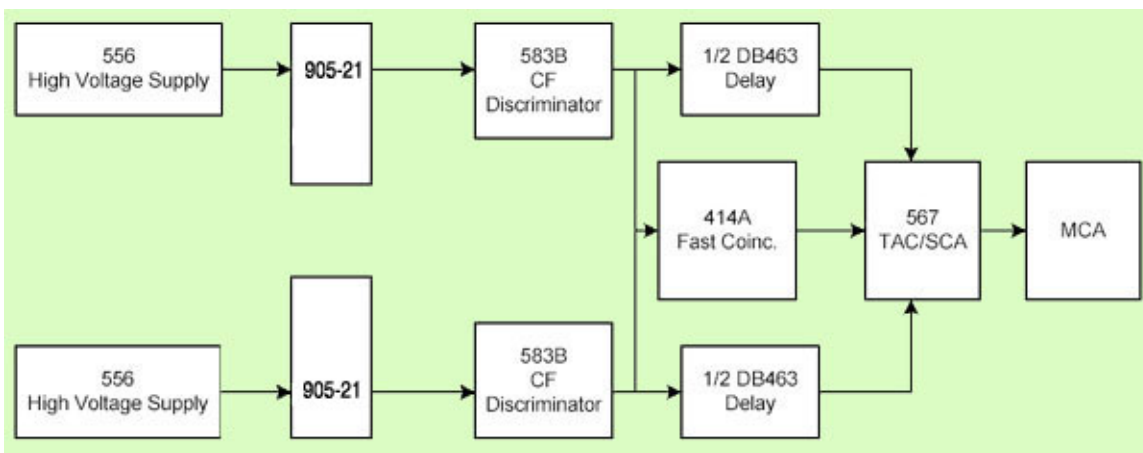 556
High Voltage Supply
905-21
583B
CF
Discriminator
1/2 DB463
Delay
414A
Fast Coinc.
567
TAC/SCA
MCA
556
High Voltage Supply
905-21
583B
CF
Discriminator
1/2 DB463
Delay